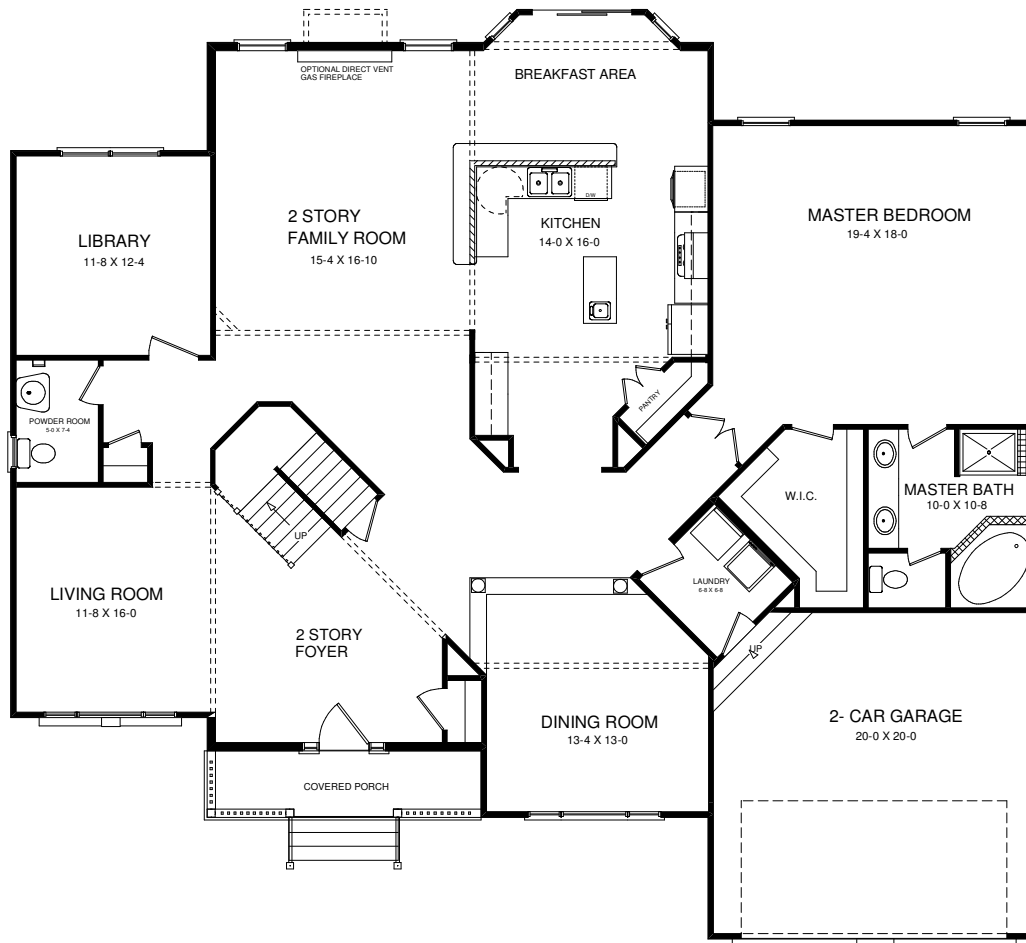 OPTIONAL DIRECT VENT
GAS FIREPLACE
BREAKFAST AREA
D/W
2 STORY
FAMILY ROOM
15-4 X 16-10
KITCHEN
14-0 X 16-0
MASTER BEDROOM
19-4 X 18-0
LIBRARY
11-8 X 12-4
POWDER ROOM
5-0 X 7-4
PANTRY
W.I.C.
MASTER BATH
10-0 X 10-8
UP
LAUNDRY
6-8 X 6-8
LIVING ROOM
11-8 X 16-0
2 STORY
FOYER
UP
DINING ROOM
13-4 X 13-0
2- CAR GARAGE
20-0 X 20-0
COVERED PORCH